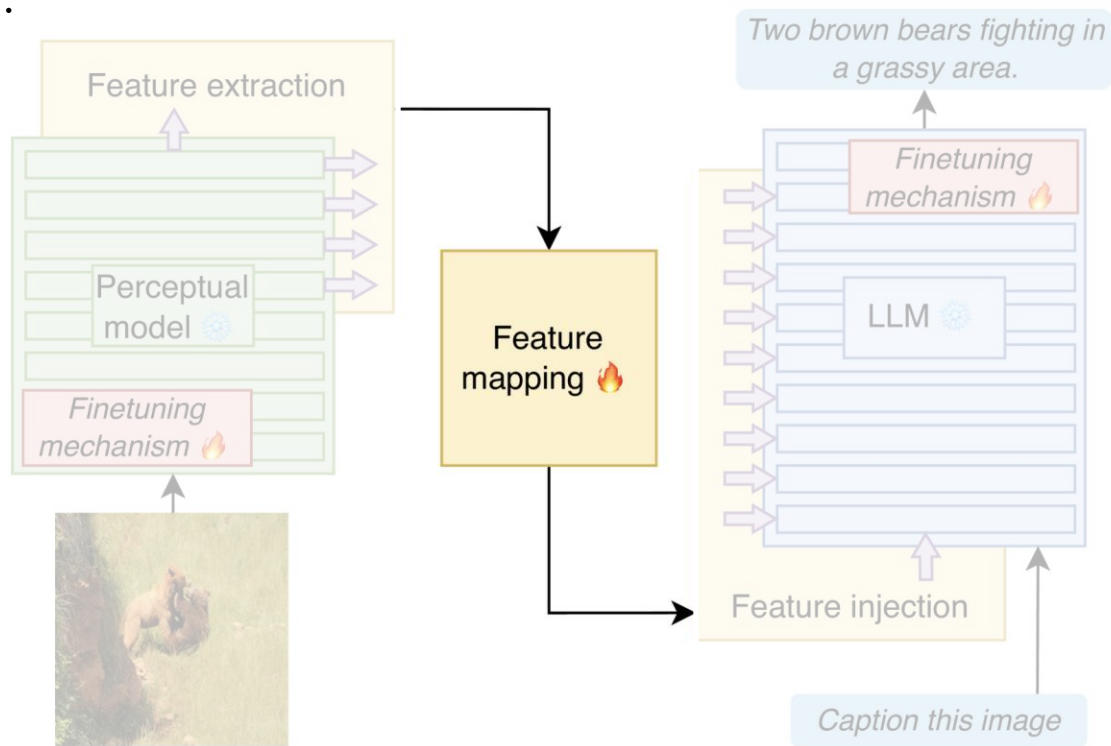 Two brown bears fighting in
a grassy area.
Feature extraction
Finetuning
mechanism 🔥
Perceptual
model ❄️
LLM ❄️
Feature
mapping 🔥
Finetuning
mechanism 🔥
Feature injection
Caption this image